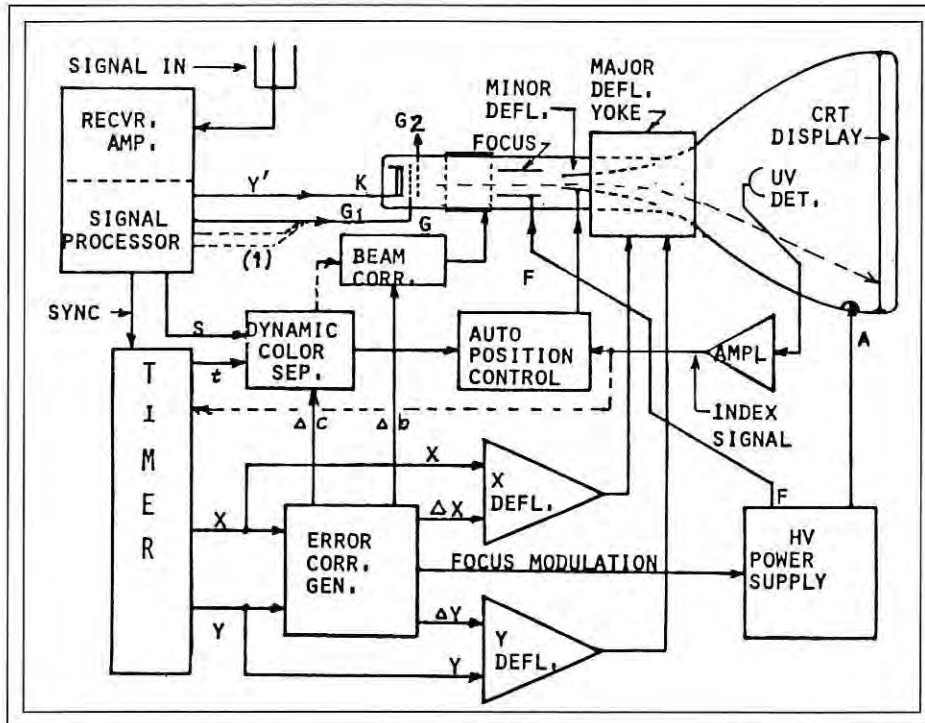 SIGNAL IN
RECVR.
AMP.
SIGNAL
PROCESSOR
Y'
K
G2
G1
(1)
G
FOCUS
MINOR
DEFL.
MAJOR
DEFL.
YOKE
CRT
DISPLAY
UV
DET.
BEAM
CORR.
F
A
SYNC
S
t
DYNAMIC
COLOR
SEP.
AUTO
POSITION
CONTROL
AMPL
INDEX
SIGNAL
TIMER
Δc
Δb
X
X
ΔX
X
DEFL.
ERROR
CORR.
GEN.
FOCUS MODULATION
F
HV
POWER
SUPPLY
Y
ΔY
Y
Y
DEFL.